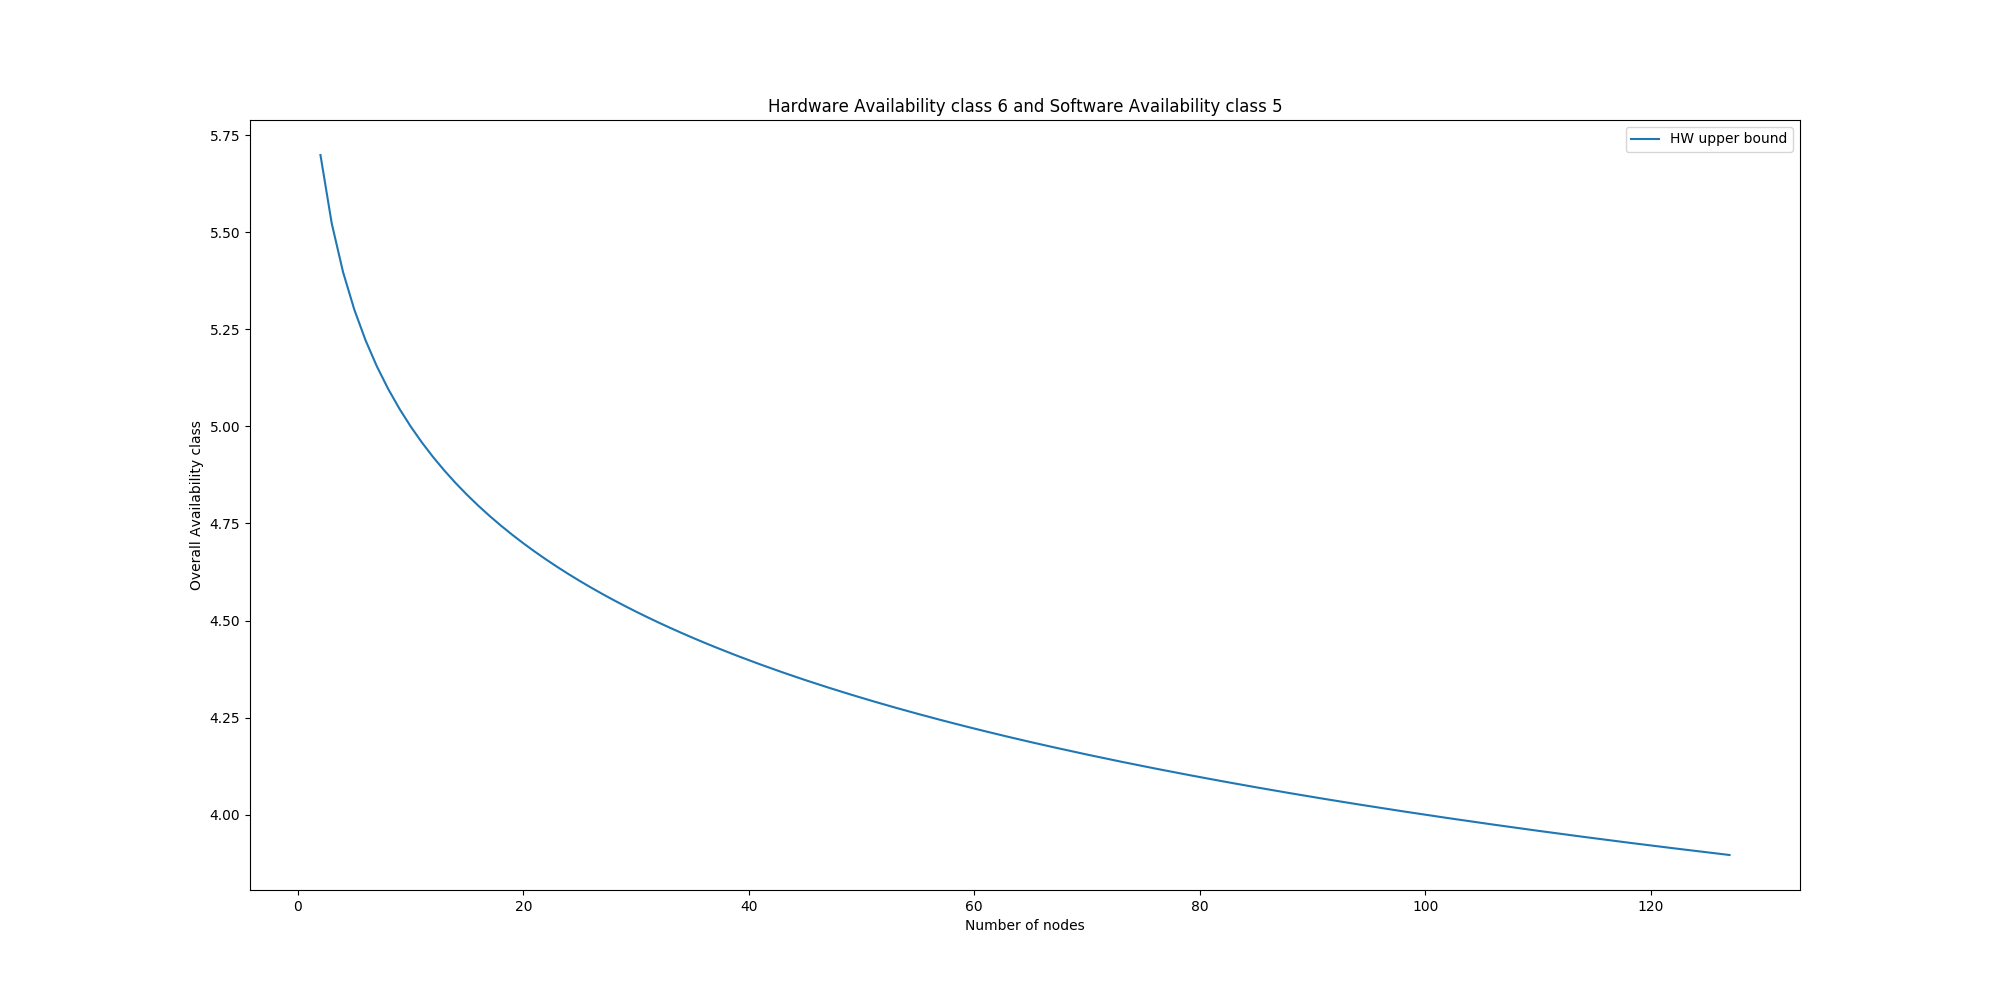 Hardware Availability class 6 and Software Availability class 5
HW upper bound
Overall Availability class
5.75
5.50
5.25
5.00
4.75
4.50
4.25
4.00
0 20 40 60 80 100 120
Number of nodes